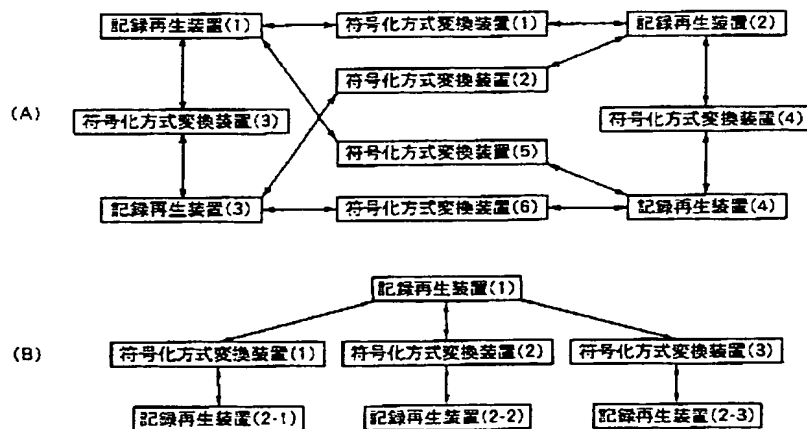 記録再生装置(1) 符号化方式変換装置(1) 記録再生装置(2)
符号化方式変換装置(2)
(A) 符号化方式変換装置(3) 符号化方式変換装置(4)
符号化方式変換装置(5)
記録再生装置(3) 符号化方式変換装置(6) 記録再生装置(4)
記録再生装置(1)
(B) 符号化方式変換装置(1) 符号化方式変換装置(2) 符号化方式変換装置(3)
記録再生装置(2-1) 記録再生装置(2-2) 記録再生装置(2-3)